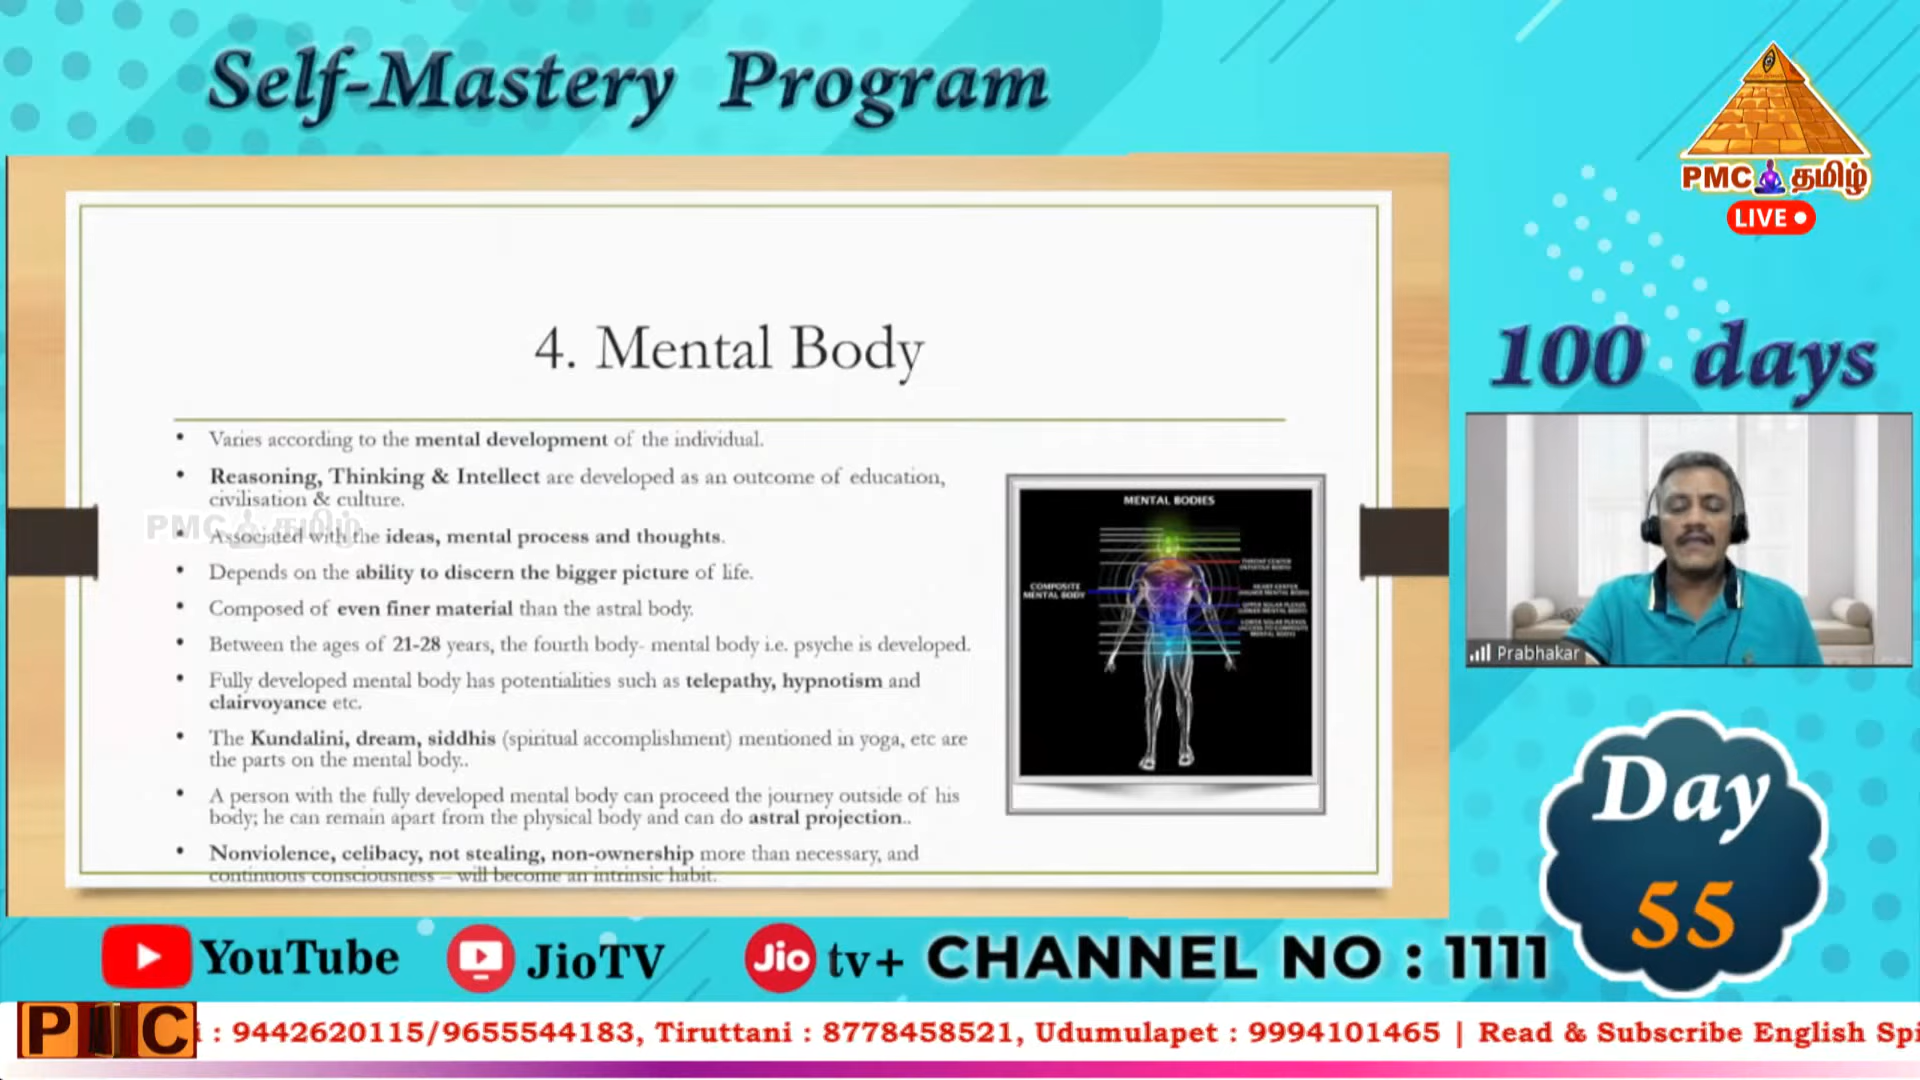 Self-Mastery Program
PMC தமிழ்
LIVE
100 days
4. Mental Body
• Varies according to the mental development of the individual.
• Reasoning, Thinking & Intellect are developed as an outcome of education,
civilisation & culture.
PMC தமிழ்
• Associated with the ideas, mental process and thoughts.
• Depends on the ability to discern the bigger picture of life.
• Composed of even finer material than the astral body.
• Between the ages of 21-28 years, the fourth body- mental body i.e. psyche is developed.
• Fully developed mental body has potentialities such as telepathy, hypnotism and
clairvoyance etc.
• The Kundalini, dream, siddhis (spiritual accomplishment) mentioned in yoga, etc are
the parts on the mental body..
• A person with the fully developed mental body can proceed the journey outside of his
body; he can remain apart from the physical body and can do astral projection..
• Nonviolence, celibacy, not stealing, non-ownership more than necessary, and
continuous consciousness – will become an intrinsic habit.
MENTAL BODIES
COMPOSITE
MENTAL BODY
Prabhakar
Day
55
YouTube
JioTV
Jio tv+
CHANNEL NO : 1111
i : 9442620115/9655544183, Tiruttani : 8778458521, Udumulapet : 9994101465 | Read & Subscribe English Spi